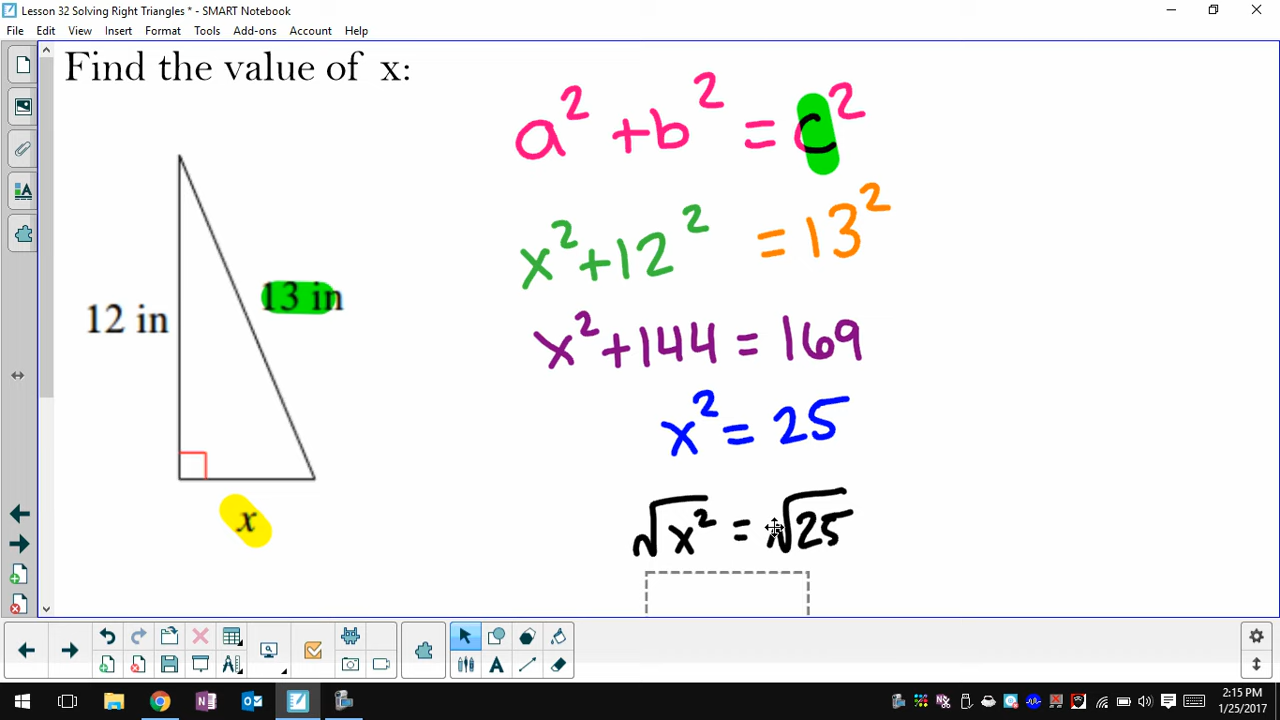 Lesson 32 Solving Right Triangles * - SMART Notebook
File Edit View Insert Format Tools Add-ons Account Help
Find the value of x:
a² + b² = c²
x² + 12² = 13²
13 in
12 in
x² + 144 = 169
x² = 25
x
√x² = √25
2:15 PM
1/25/2017